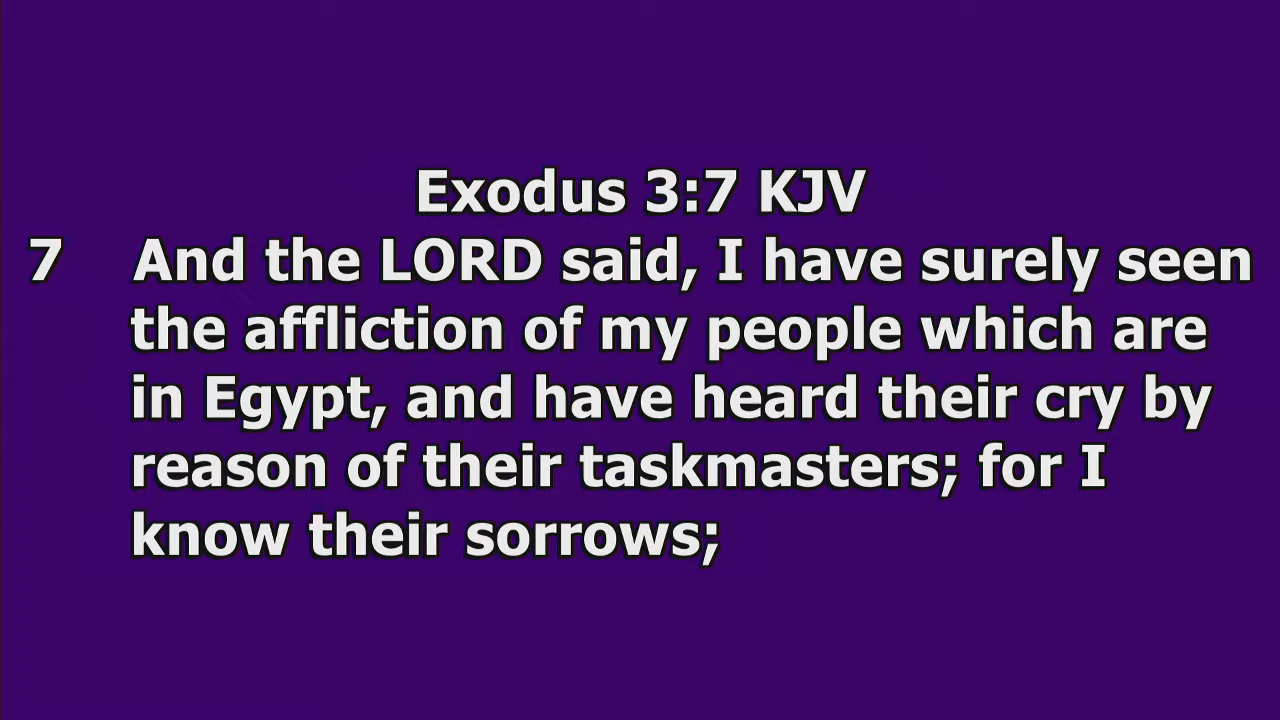 Exodus 3:7 KJV
7 And the LORD said, I have surely seen
the affliction of my people which are
in Egypt, and have heard their cry by
reason of their taskmasters; for I
know their sorrows;